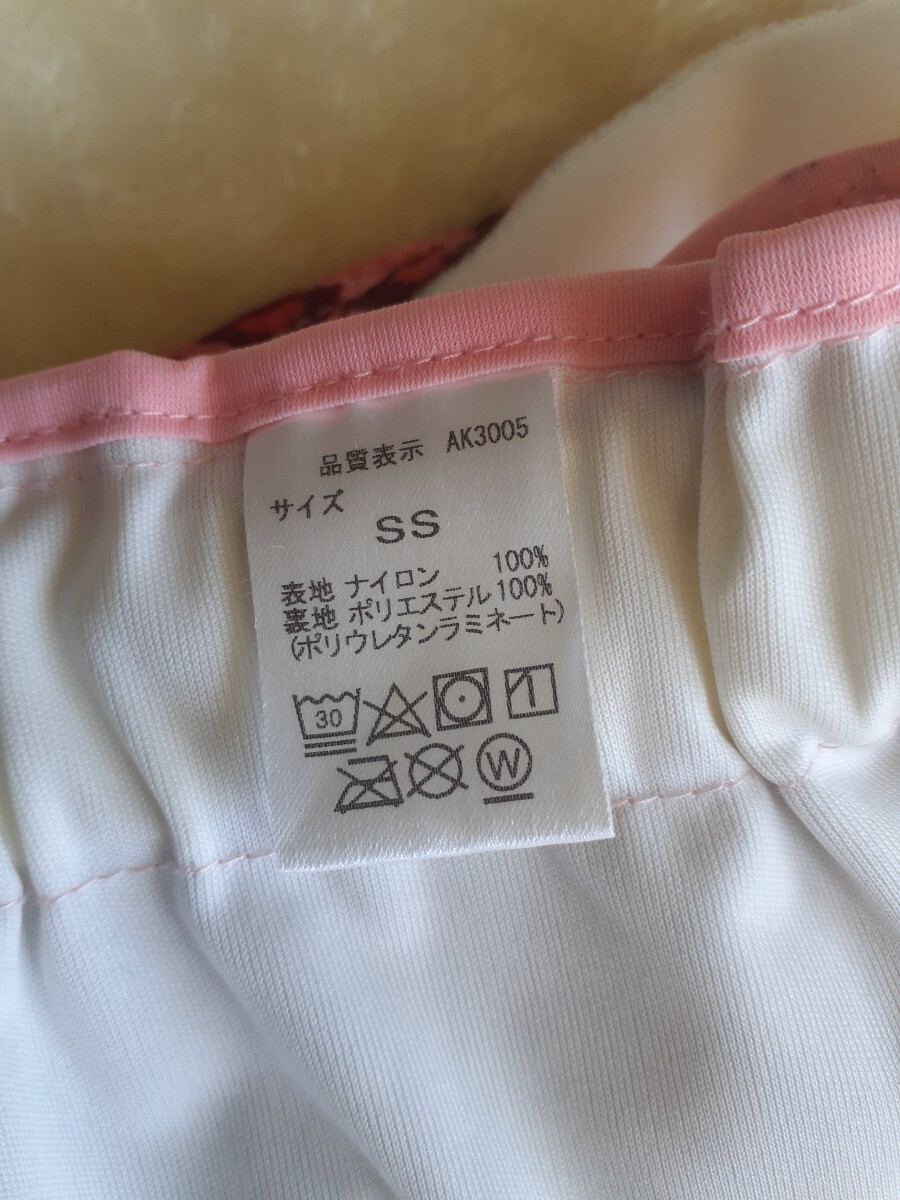 品質表示 AK3005
サイズ
SS
表地 ナイロン 100%
裏地 ポリエステル 100%
(ポリウレタンラミネート)
30
W